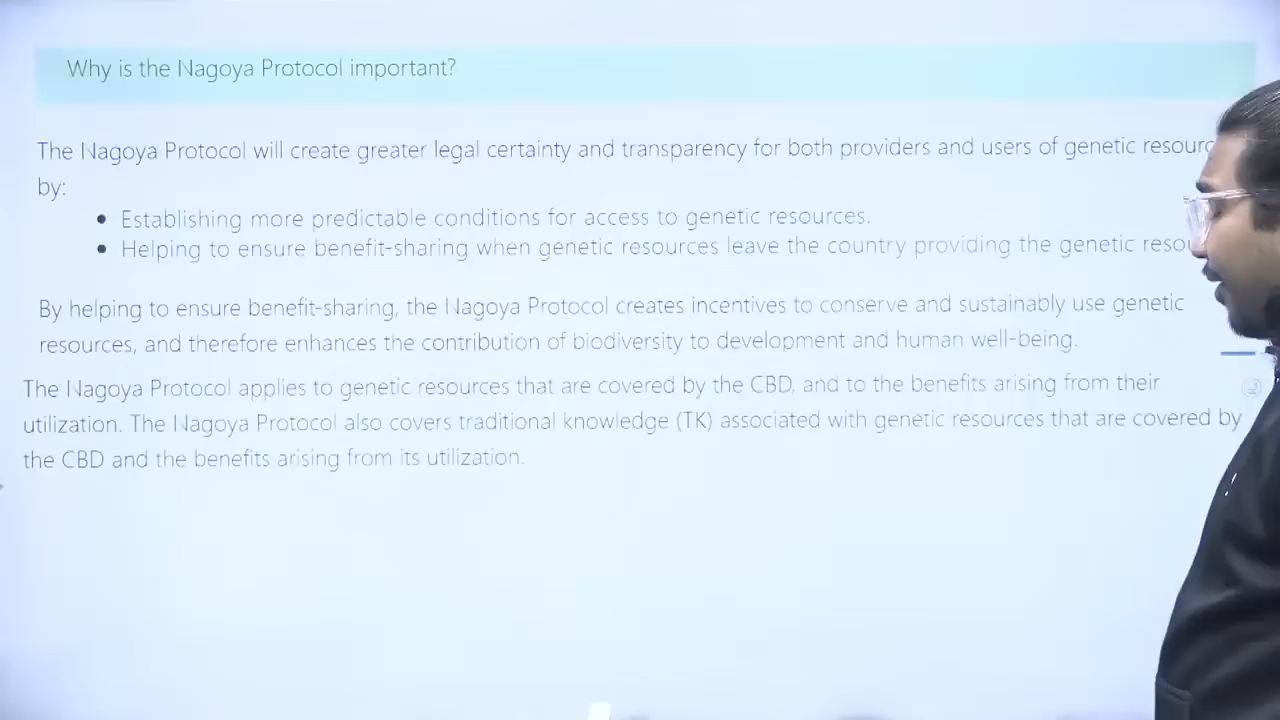 Why is the Nagoya Protocol important?
The Nagoya Protocol will create greater legal certainty and transparency for both providers and users of genetic
by:
• Establishing more predictable conditions for access to genetic resources.
• Helping to ensure benefit-sharing when genetic resources leave the country providing the genetic
By helping to ensure benefit-sharing, the Nagoya Protocol creates incentives to conserve and sustainably use genetic
resources, and therefore enhances the contribution of biodiversity to development and human well-being.
The Nagoya Protocol applies to genetic resources that are covered by the CBD, and to the benefits arising from their
utilization. The Nagoya Protocol also covers traditional knowledge (TK) associated with genetic resources that are covered by
the CBD and the benefits arising from its utilization.